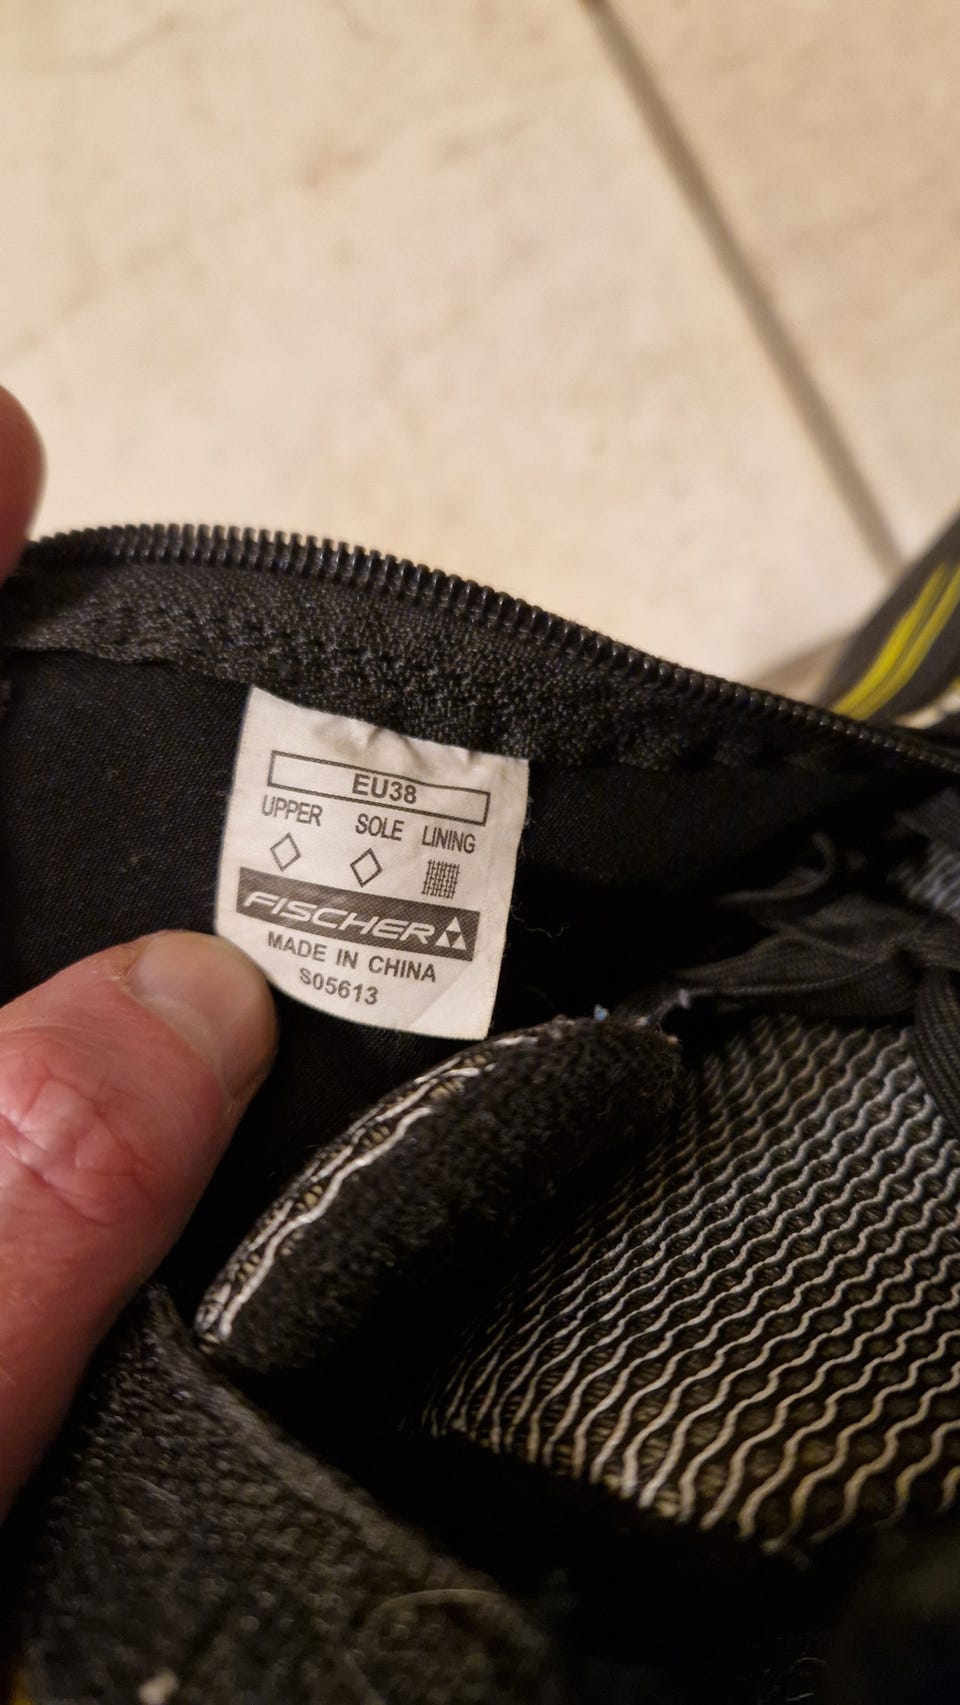 EU38
UPPER SOLE LINING
FISCHER
MADE IN CHINA
S05613